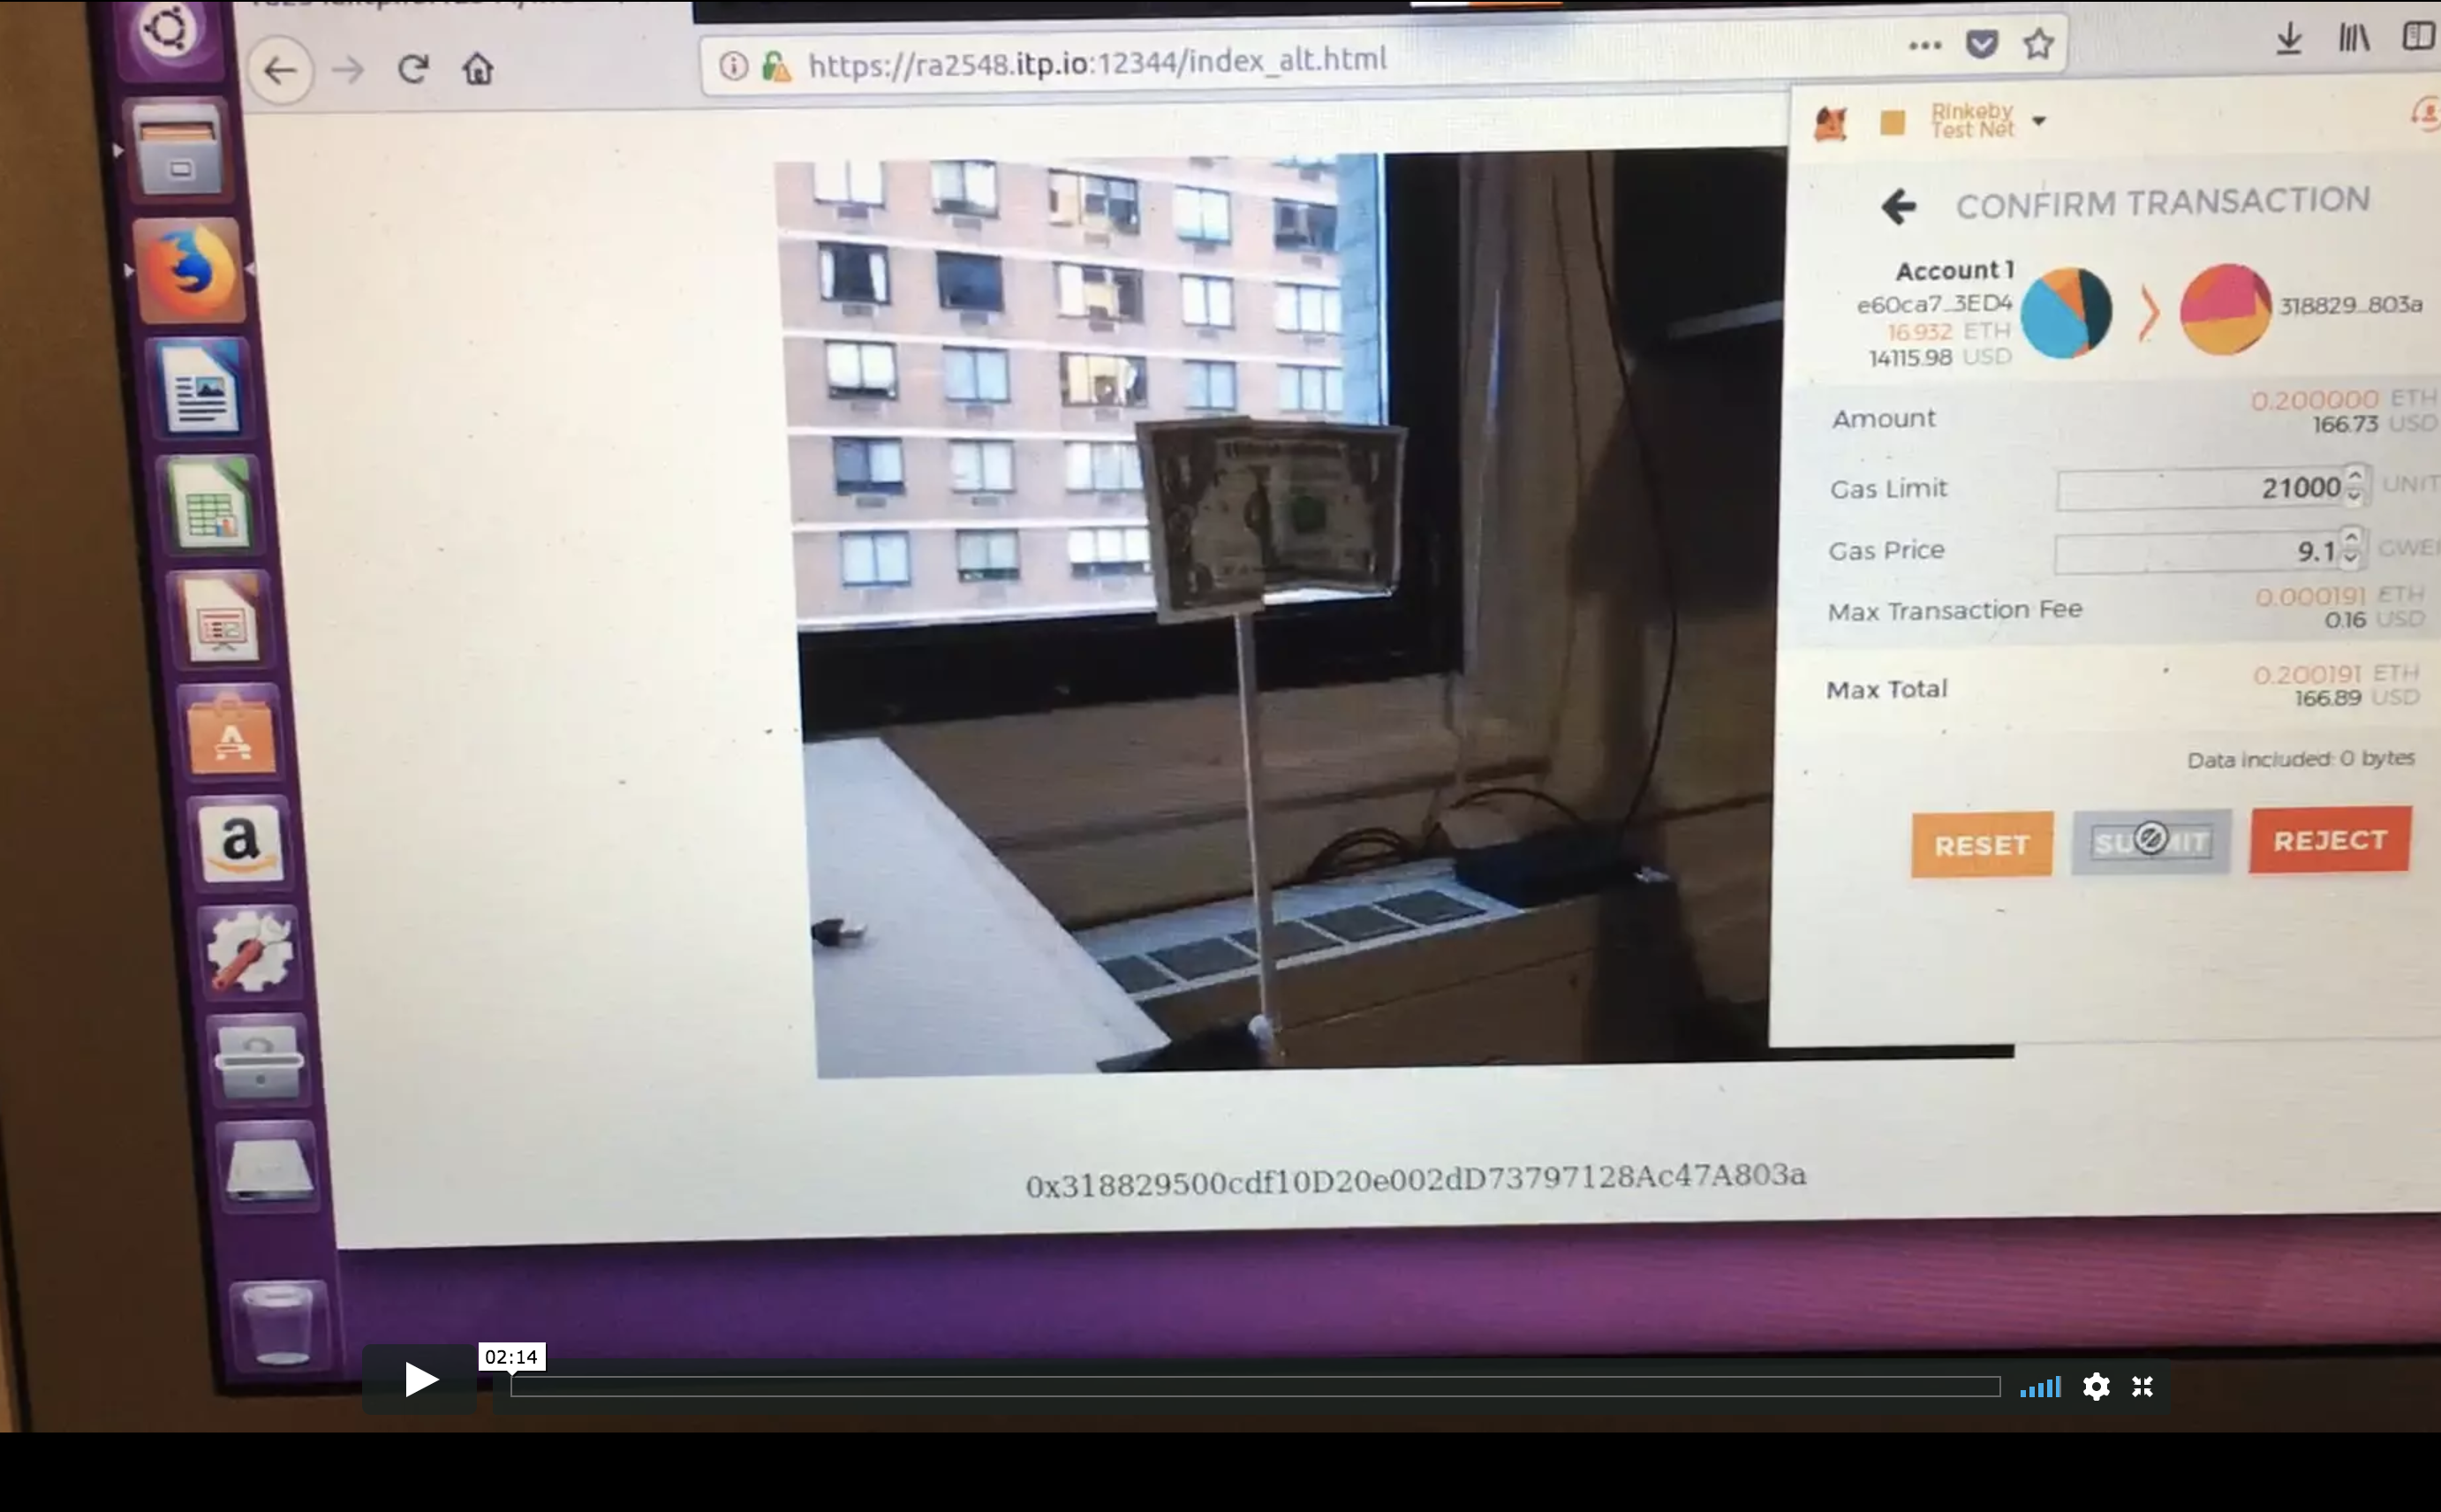 https://ra2548.itp.io:12344/index_alt.html
Rinkeby
Test Net
CONFIRM TRANSACTION
Account 1
e60ca7...3ED4
16.932 ETH
14115.98 USD
318829...803a
Amount
0.200000 ETH
166.73 USD
Gas Limit
21000
UNIT
Gas Price
9.1
GWEI
Max Transaction Fee
0.000191 ETH
0.16 USD
Max Total
0.200191 ETH
166.89 USD
Data included: 0 bytes
RESET
SUBMIT
REJECT
0x318829500cdf10D20e002dD73797128Ac47A803a
02:14